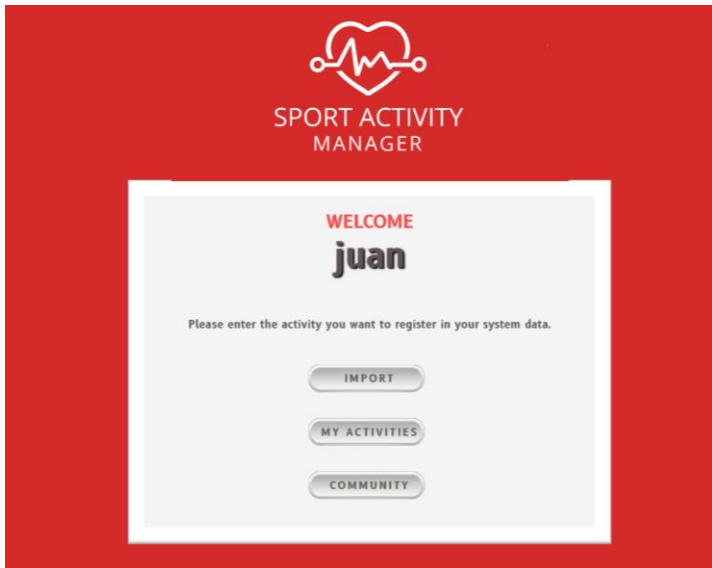 SPORT ACTIVITY
MANAGER
WELCOME
juan
Please enter the activity you want to register in your system data.
IMPORT
MY ACTIVITIES
COMMUNITY